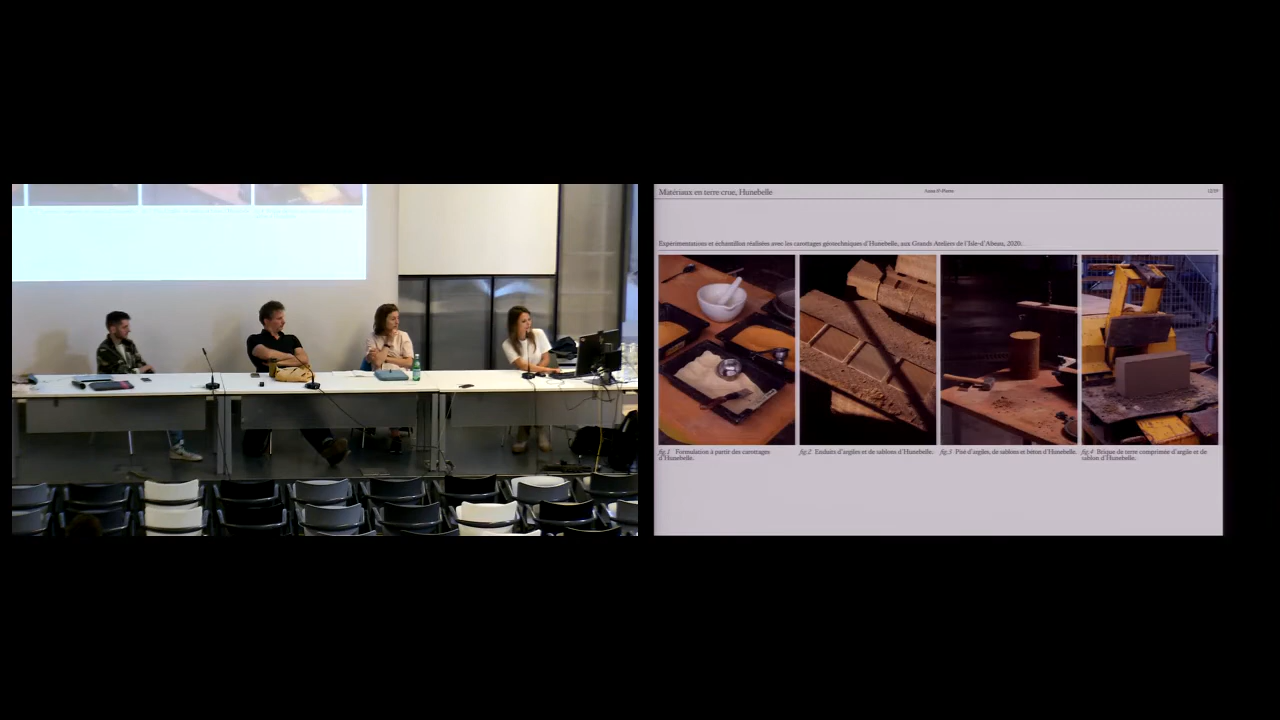 Matériaux en terre crue, Hunebelle
Expérimentations et échantillon réalisées avec les carottages géotechniques d'Hunebelle, aux Grands Ateliers de l'Isle-d'Abeau, 2020.
fig.1 Formulation à partir des carottages
d'Hunebelle.
fig.2 Enduits d'argiles et de sablons d'Hunebelle.
fig.3 Pisé d'argiles, de sablons et béton d'Hunebelle.
fig.4 Brique de terre comprimée d'argile et de
sablon d'Hunebelle.